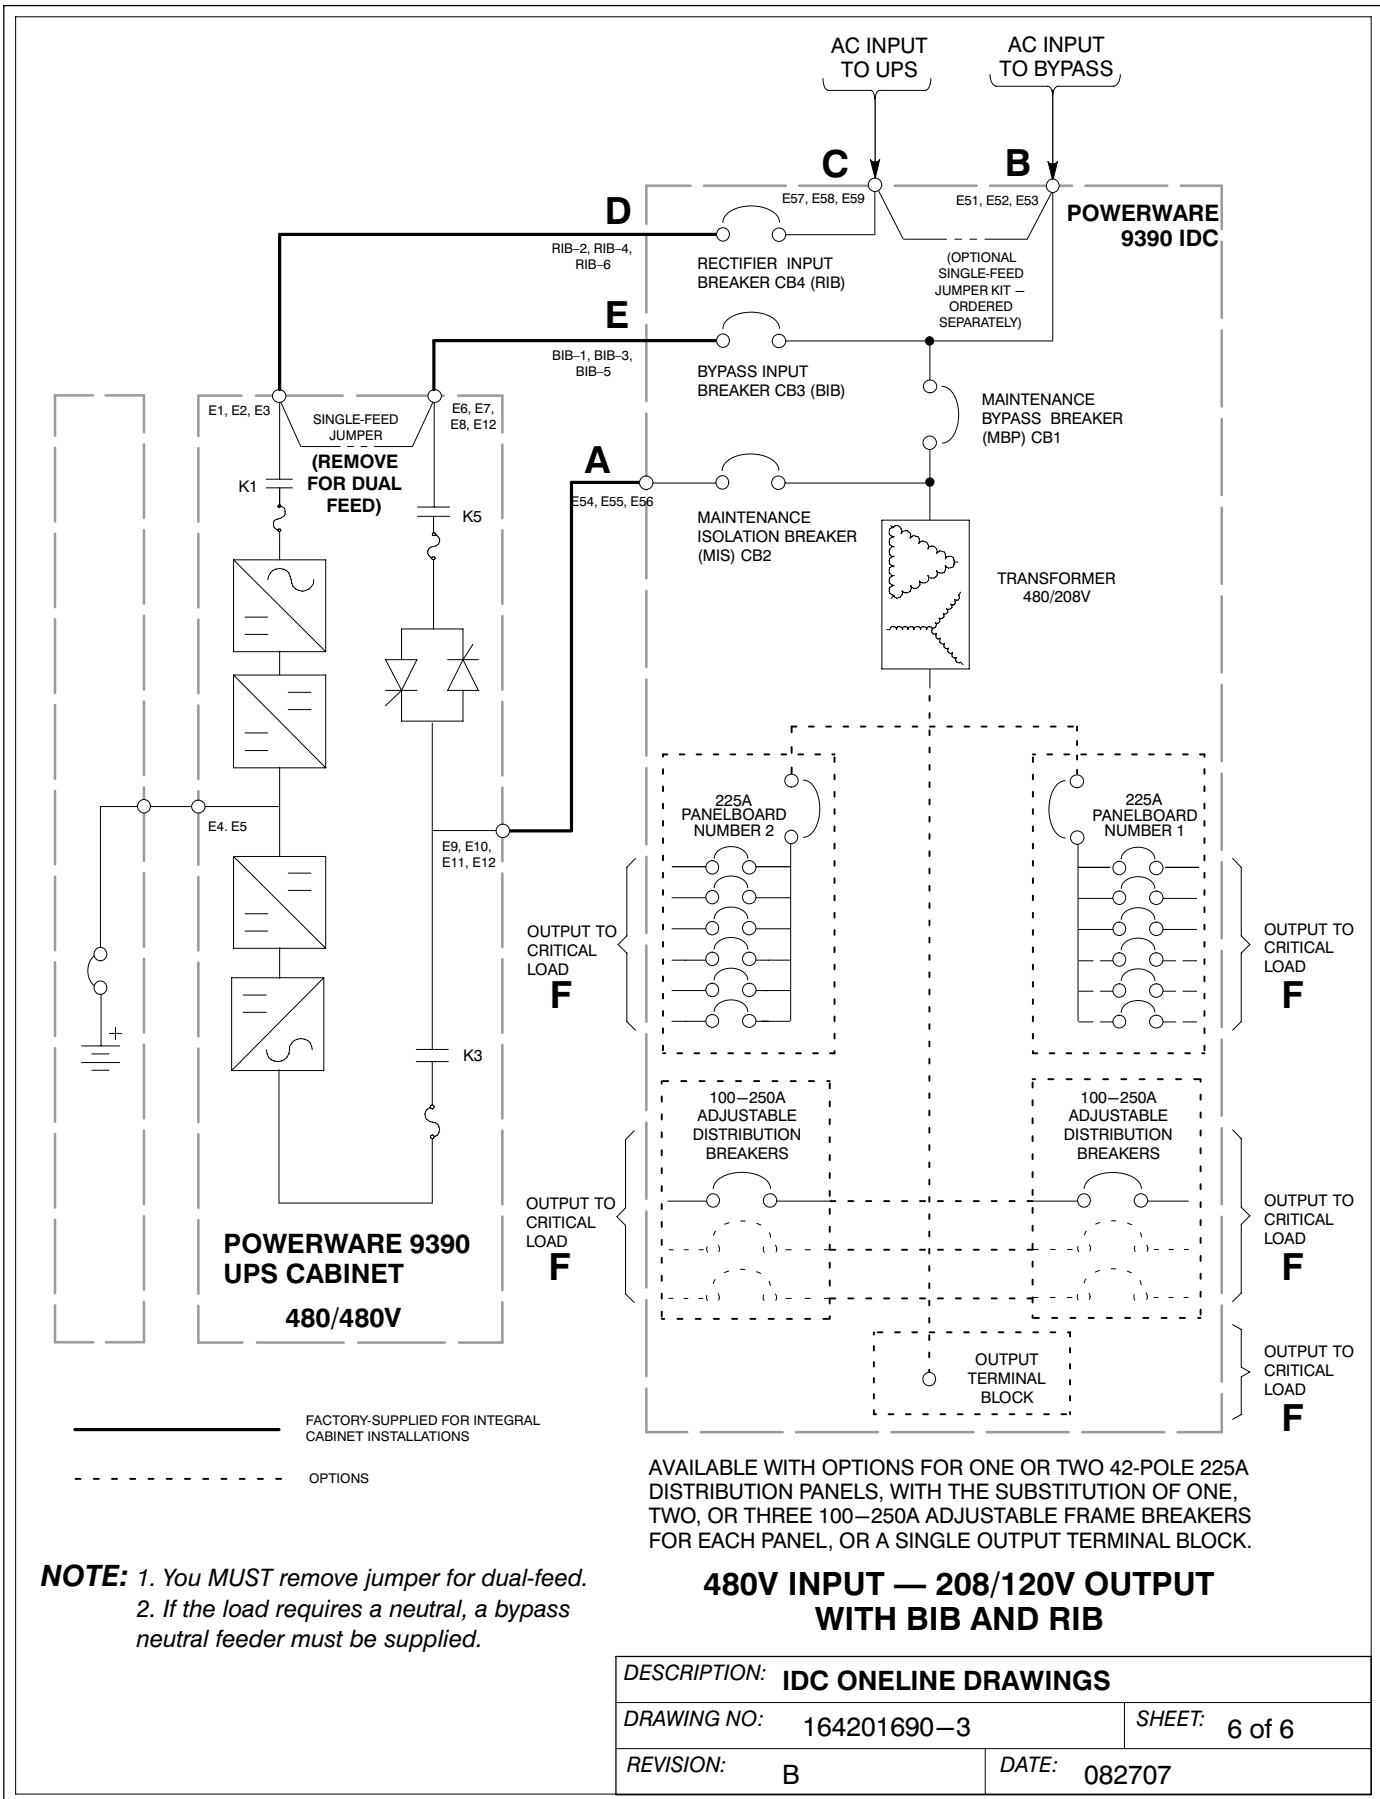 AC INPUT
TO UPS
AC INPUT
TO BYPASS
C
B
E57, E58, E59
E51, E52, E53
POWERWARE
9390 IDC
D
RIB–2, RIB–4,
RIB–6
RECTIFIER INPUT
BREAKER CB4 (RIB)
(OPTIONAL
SINGLE-FEED
JUMPER KIT –
ORDERED
SEPARATELY)
E
BIB–1, BIB–3,
BIB–5
BYPASS INPUT
BREAKER CB3 (BIB)
MAINTENANCE
BYPASS BREAKER
(MBP) CB1
E1, E2, E3
SINGLE-FEED
JUMPER
(REMOVE
FOR DUAL
FEED)
E6, E7,
E8, E12
K1
K5
A
E54, E55, E56
MAINTENANCE
ISOLATION BREAKER
(MIS) CB2
TRANSFORMER
480/208V
E4. E5
E9, E10,
E11, E12
225A
PANELBOARD
NUMBER 2
225A
PANELBOARD
NUMBER 1
OUTPUT TO
CRITICAL
LOAD
F
OUTPUT TO
CRITICAL
LOAD
F
+
K3
100–250A
ADJUSTABLE
DISTRIBUTION
BREAKERS
100–250A
ADJUSTABLE
DISTRIBUTION
BREAKERS
OUTPUT TO
CRITICAL
LOAD
F
OUTPUT TO
CRITICAL
LOAD
F
POWERWARE 9390
UPS CABINET
480/480V
OUTPUT
TERMINAL
BLOCK
OUTPUT TO
CRITICAL
LOAD
F
FACTORY-SUPPLIED FOR INTEGRAL
CABINET INSTALLATIONS
OPTIONS
AVAILABLE WITH OPTIONS FOR ONE OR TWO 42-POLE 225A
DISTRIBUTION PANELS, WITH THE SUBSTITUTION OF ONE,
TWO, OR THREE 100–250A ADJUSTABLE FRAME BREAKERS
FOR EACH PANEL, OR A SINGLE OUTPUT TERMINAL BLOCK.
NOTE: 1. You MUST remove jumper for dual-feed.
2. If the load requires a neutral, a bypass
neutral feeder must be supplied.
480V INPUT — 208/120V OUTPUT
WITH BIB AND RIB
DESCRIPTION: IDC ONELINE DRAWINGS
DRAWING NO: 164201690–3 SHEET: 6 of 6
REVISION: B DATE: 082707